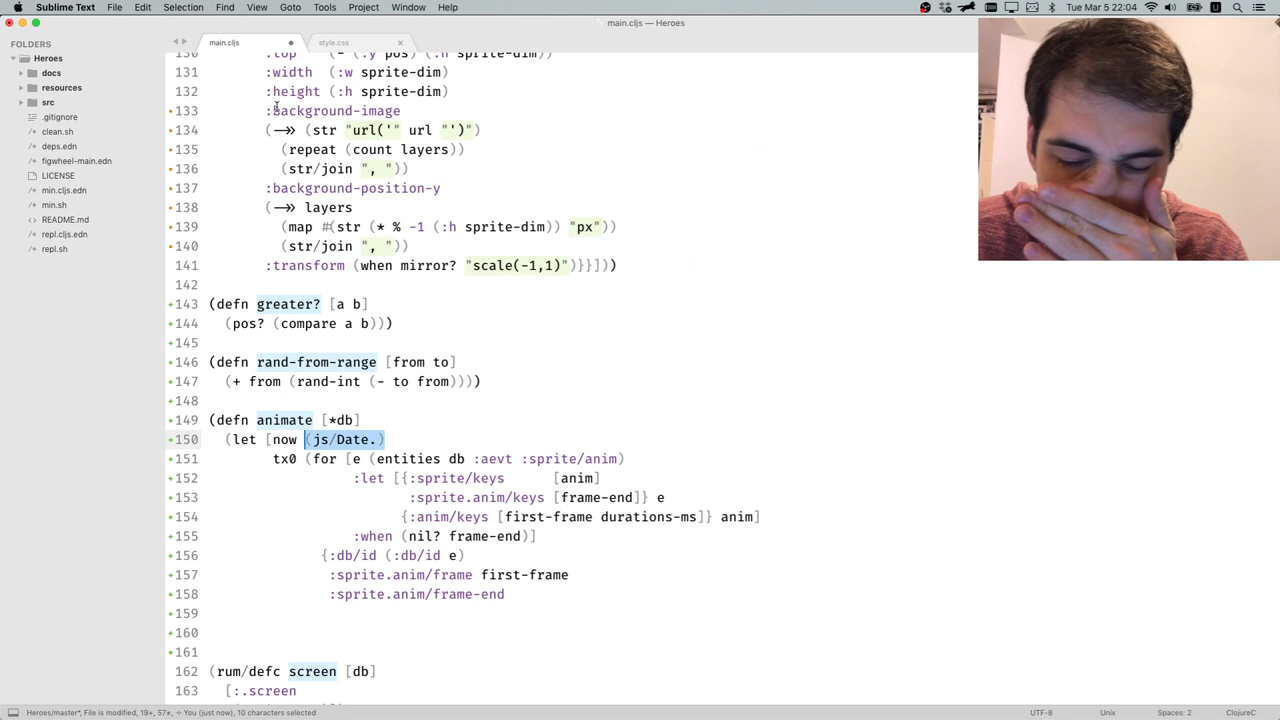 Sublime Text File Edit Selection Find View Goto Tools Project Window Help
Tue Mar 5 22:04
main.cljs — Heroes
FOLDERS
Heroes
docs
resources
src
.gitignore
clean.sh
deps.edn
figwheel-main.edn
LICENSE
min.cljs.edn
min.sh
README.md
repl.cljs.edn
repl.sh
main.cljs
style.css
130 :top (- (:y pos) (:h sprite-dim))
131 :width (:w sprite-dim)
132 :height (:h sprite-dim)
133 :background-image
134 (->> (str "url('" url "')")
135 (repeat (count layers))
136 (str/join ", "))
137 :background-position-y
138 (->> layers
139 (map #(str (* % -1 (:h sprite-dim)) "px"))
140 (str/join ", "))
141 :transform (when mirror? "scale(-1,1)")}}]))
142
143 (defn greater? [a b]
144 (pos? (compare a b)))
145
146 (defn rand-from-range [from to]
147 (+ from (rand-int (- to from))))
148
149 (defn animate [*db]
150 (let [now (js/Date.)
151 tx0 (for [e (entities db :aevt :sprite/anim)
152 :let [{:sprite/keys [anim]
153 :sprite.anim/keys [frame-end]} e
154 {:anim/keys [first-frame durations-ms]} anim]
155 :when (nil? frame-end)]
156 {:db/id (:db/id e)
157 :sprite.anim/frame first-frame
158 :sprite.anim/frame-end
159
160
161
162 (rum/defc screen [db]
163 [:.screen
Heroes/master*, File is modified, 19+, 57≠, ÷ You (just now), 10 characters selected
UTF-8 Unix Spaces: 2 ClojureC